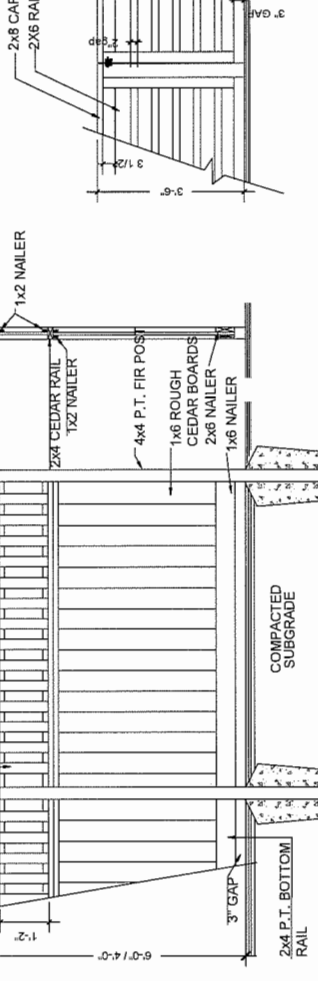 2x8 CAP
2X6 RAI
2" gap
3 1/2"
3'-6"
3" GAP
1x2 NAILER
2x4 CEDAR RAIL
1x2 NAILER
4x4 P.T. FIR POST
1x6 ROUGH
CEDAR BOARDS
2x6 NAILER
1x6 NAILER
COMPACTED
SUBGRADE
1'-2"
6'-0" / 4'-0"
3" GAP
2x4 P.T. BOTTOM
RAIL